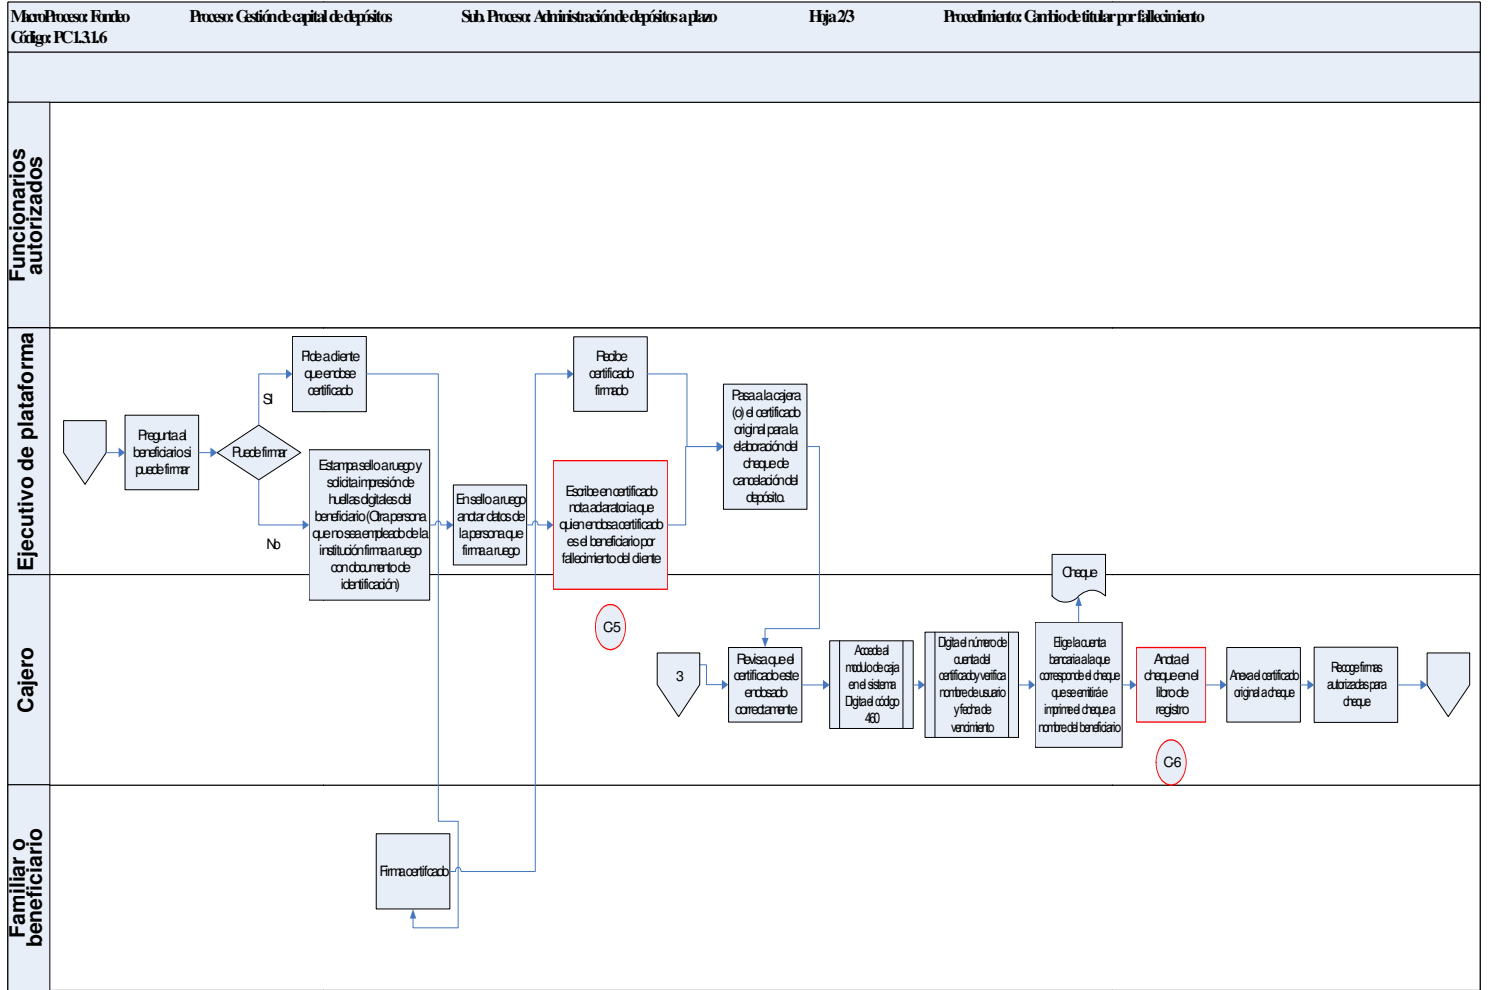 MacroProceso: Fondeo Proceso: Gestión de capital de depósitos Sub. Proceso: Administración de depósitos a plazo Hoja 2/3 Procedimiento: Cambio de titular por fallecimiento
Código: PC1.3.1.6
Funcionarios
autorizados
Ejecutivo de plataforma
Pregunta al
beneficiario si
puede firmar
Puede firmar
SI
No
Pide a cliente
que endose
certificado
Estampa sello a ruego y
solicita impresión de
huellas digitales del
beneficiario (Otra persona
que no sea empleado de la
institución firma a ruego
con documento de
identificación)
En sello a ruego
anotar datos de
la persona que
firma a ruego
Recibe
certificado
firmado
Escribe en certificado
nota aclaratoria que
quien endosa certificado
es el beneficiario por
fallecimiento del cliente
C-5
Pasa a la cajera
(o) el certificado
original para la
elaboración del
cheque de
cancelación del
depósito.
Cajero
3
Revisa que el
certificado este
endosado
correctamente
Accede al
modulo de caja
en el sistema
Digita el código
460
Digita el número de
cuenta del
certificado y verifica
nombre de usuario
y fecha de
vencimiento
Cheque
Elige la cuenta
bancaria a la que
corresponde el cheque
que se emitirá e
imprime el cheque a
nombre del beneficiario
Anota el
cheque en el
libro de
registro
C-6
Anexa el certificado
original a cheque
Recoge firmas
autorizadas para
cheque
Familiar o
beneficiario
Firma certifcado